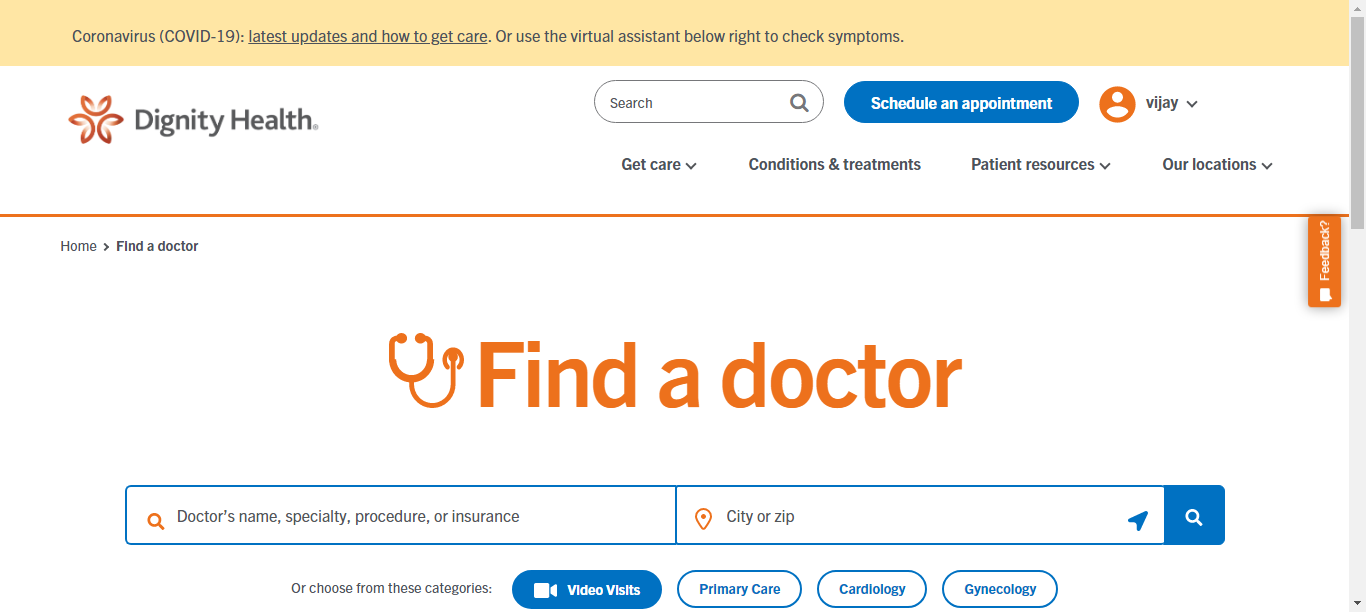 Coronavirus (COVID-19): latest updates and how to get care. Or use the virtual assistant below right to check symptoms.
Dignity Health®
Search
Schedule an appointment
vijay
Get care
Conditions & treatments
Patient resources
Our locations
Home
Find a doctor
Feedback?
Find a doctor
Doctor's name, specialty, procedure, or insurance
City or zip
Or choose from these categories:
Video Visits
Primary Care
Cardiology
Gynecology